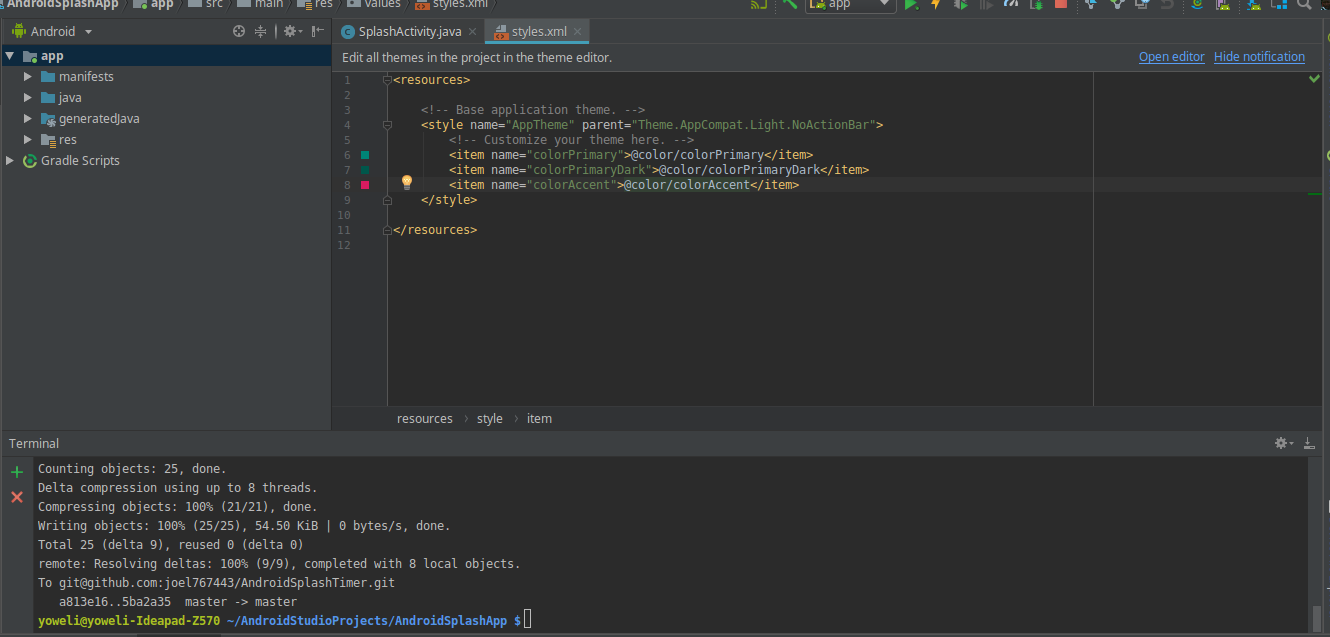 AndroidSplashApp app src main res values styles.xml
app
Android
SplashActivity.java styles.xml
Edit all themes in the project in the theme editor. Open editor Hide notification
app
manifests
java
generatedJava
res
Gradle Scripts
1 <resources>
2
3 <!-- Base application theme. -->
4 <style name="AppTheme" parent="Theme.AppCompat.Light.NoActionBar">
5 <!-- Customize your theme here. -->
6 <item name="colorPrimary">@color/colorPrimary</item>
7 <item name="colorPrimaryDark">@color/colorPrimaryDark</item>
8 <item name="colorAccent">@color/colorAccent</item>
9 </style>
10
11 </resources>
12
resources style item
Terminal
Counting objects: 25, done.
Delta compression using up to 8 threads.
Compressing objects: 100% (21/21), done.
Writing objects: 100% (25/25), 54.50 KiB | 0 bytes/s, done.
Total 25 (delta 9), reused 0 (delta 0)
remote: Resolving deltas: 100% (9/9), completed with 8 local objects.
To git@github.com:joel767443/AndroidSplashTimer.git
a813e16..5ba2a35 master -> master
yoweli@yoweli-Ideapad-Z570 ~/AndroidStudioProjects/AndroidSplashApp $